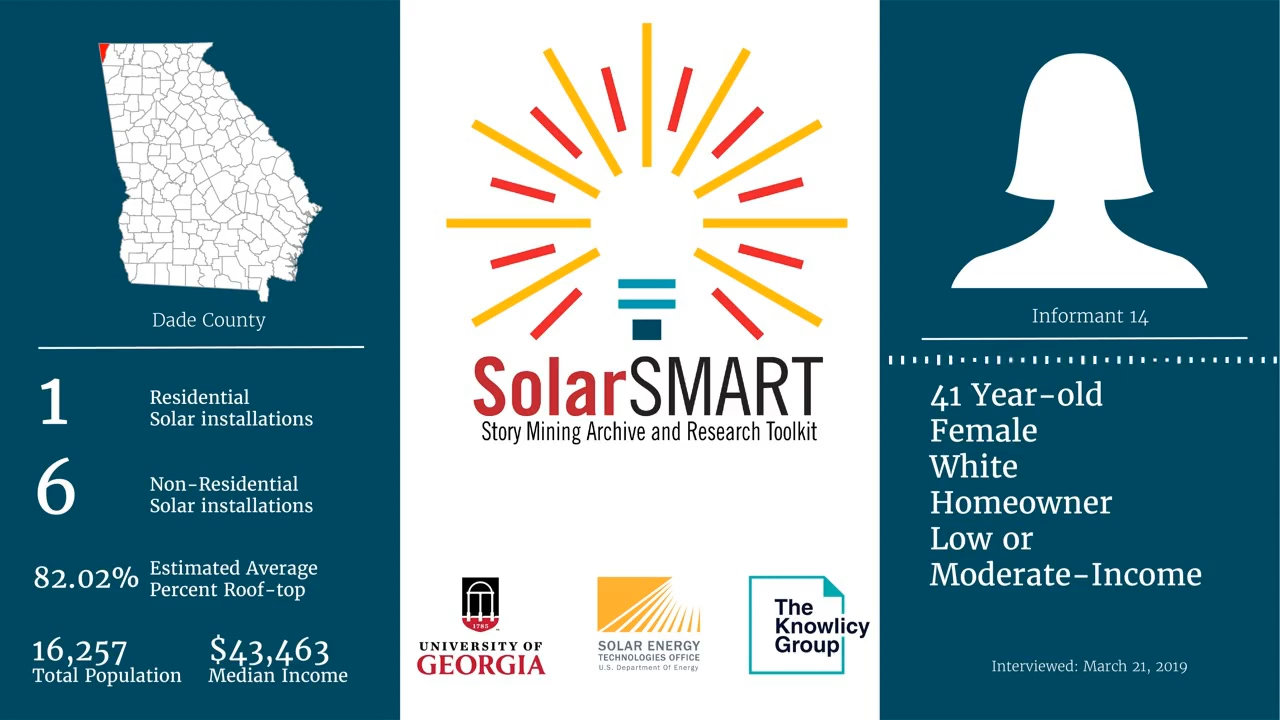 Dade County
1
Residential
Solar installations
6
Non-Residential
Solar installations
82.02%
Estimated Average
Percent Roof-top
16,257
Total Population
$43,463
Median Income
SolarSMART
Story Mining Archive and Research Toolkit
1785
UNIVERSITY OF
GEORGIA
SOLAR ENERGY
TECHNOLOGIES OFFICE
U.S. Department Of Energy
The
Knowlicy
Group
Informant 14
41 Year-old
Female
White
Homeowner
Low or
Moderate-Income
Interviewed: March 21, 2019